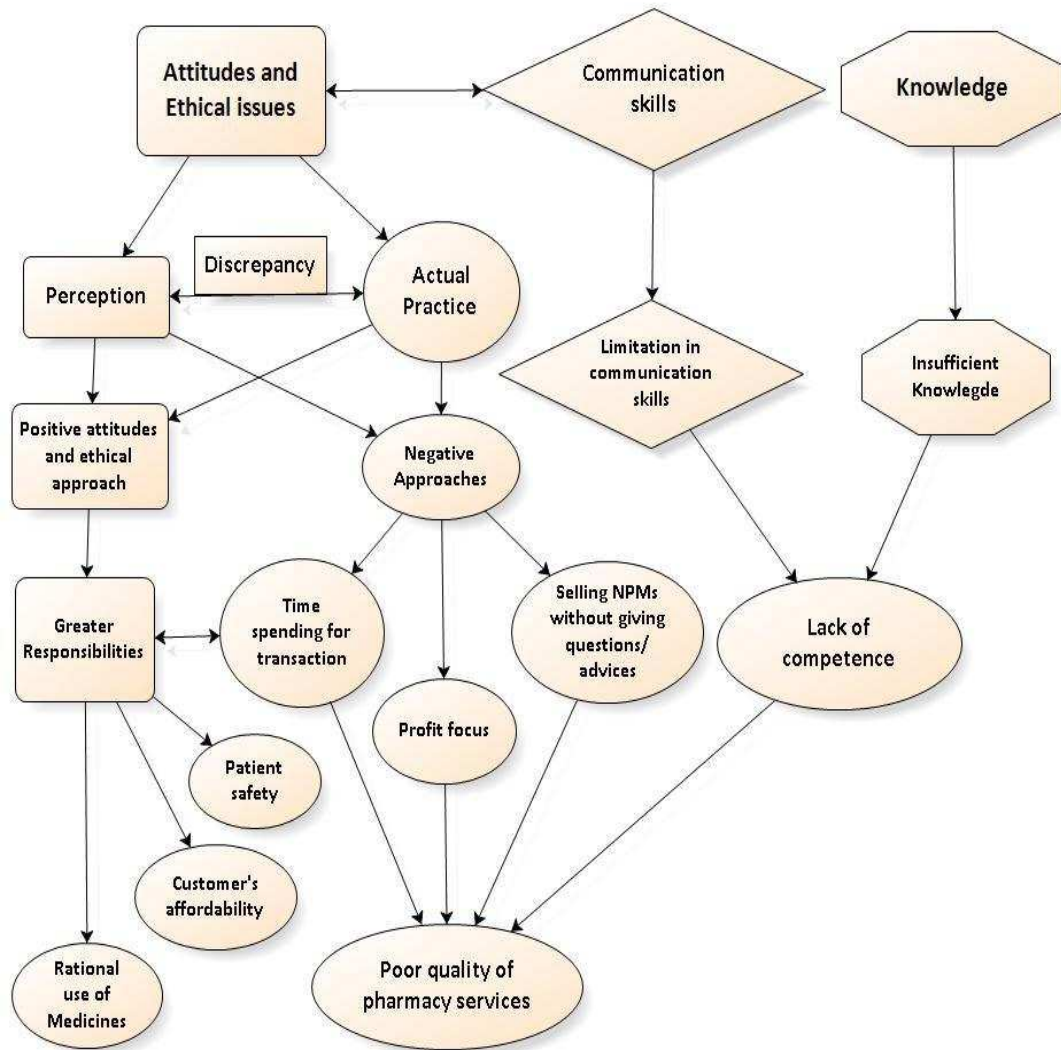 Attitudes and
Ethical issues
Communication
skills
Knowledge
Discrepancy
Perception
Actual
Practice
Limitation in
communication
skills
Insufficient
Knowlegde
Positive attitudes
and ethical
approach
Negative
Approaches
Greater
Responsibilities
Time
spending for
transaction
Selling NPMs
without giving
questions/
advices
Lack of
competence
Profit focus
Patient
safety
Customer's
affordability
Rational
use of
Medicines
Poor quality of
pharmacy services